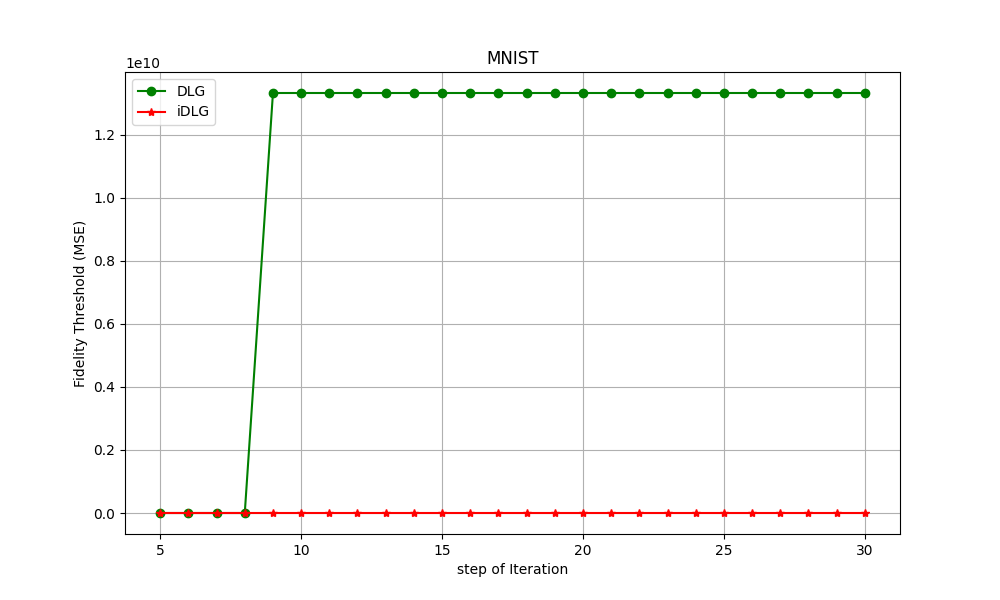 MNIST
1e10
DLG
iDLG
1.2
1.0
0.8
0.6
0.4
0.2
0.0
Fidelity Threshold (MSE)
5 10 15 20 25 30
step of Iteration